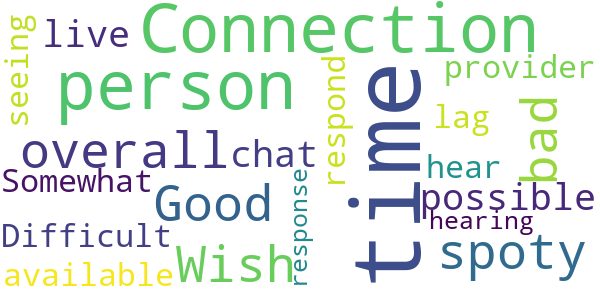 seeing
live
Connection
person
respond
time
provider
lag
bad
overall
chat
hear
Somewhat
Good
response
possible
hearing
Difficult
Wish
spoty
available